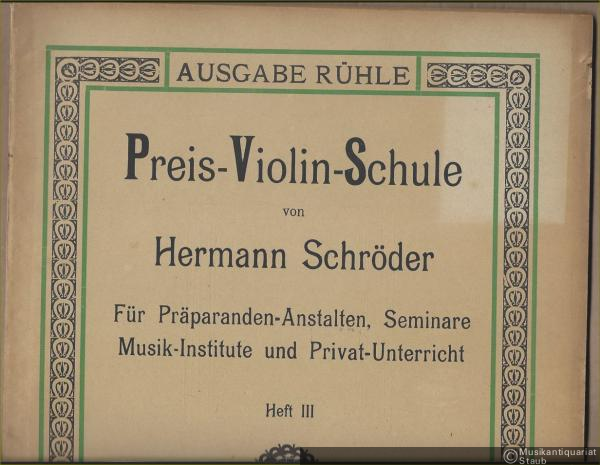 AUSGABE RÜHLE
Preis-Violin-Schule
von
Hermann Schröder
Für Präparanden-Anstalten, Seminare
Musik-Institute und Privat-Unterricht
Heft III
© Musikantiquariat
Staub